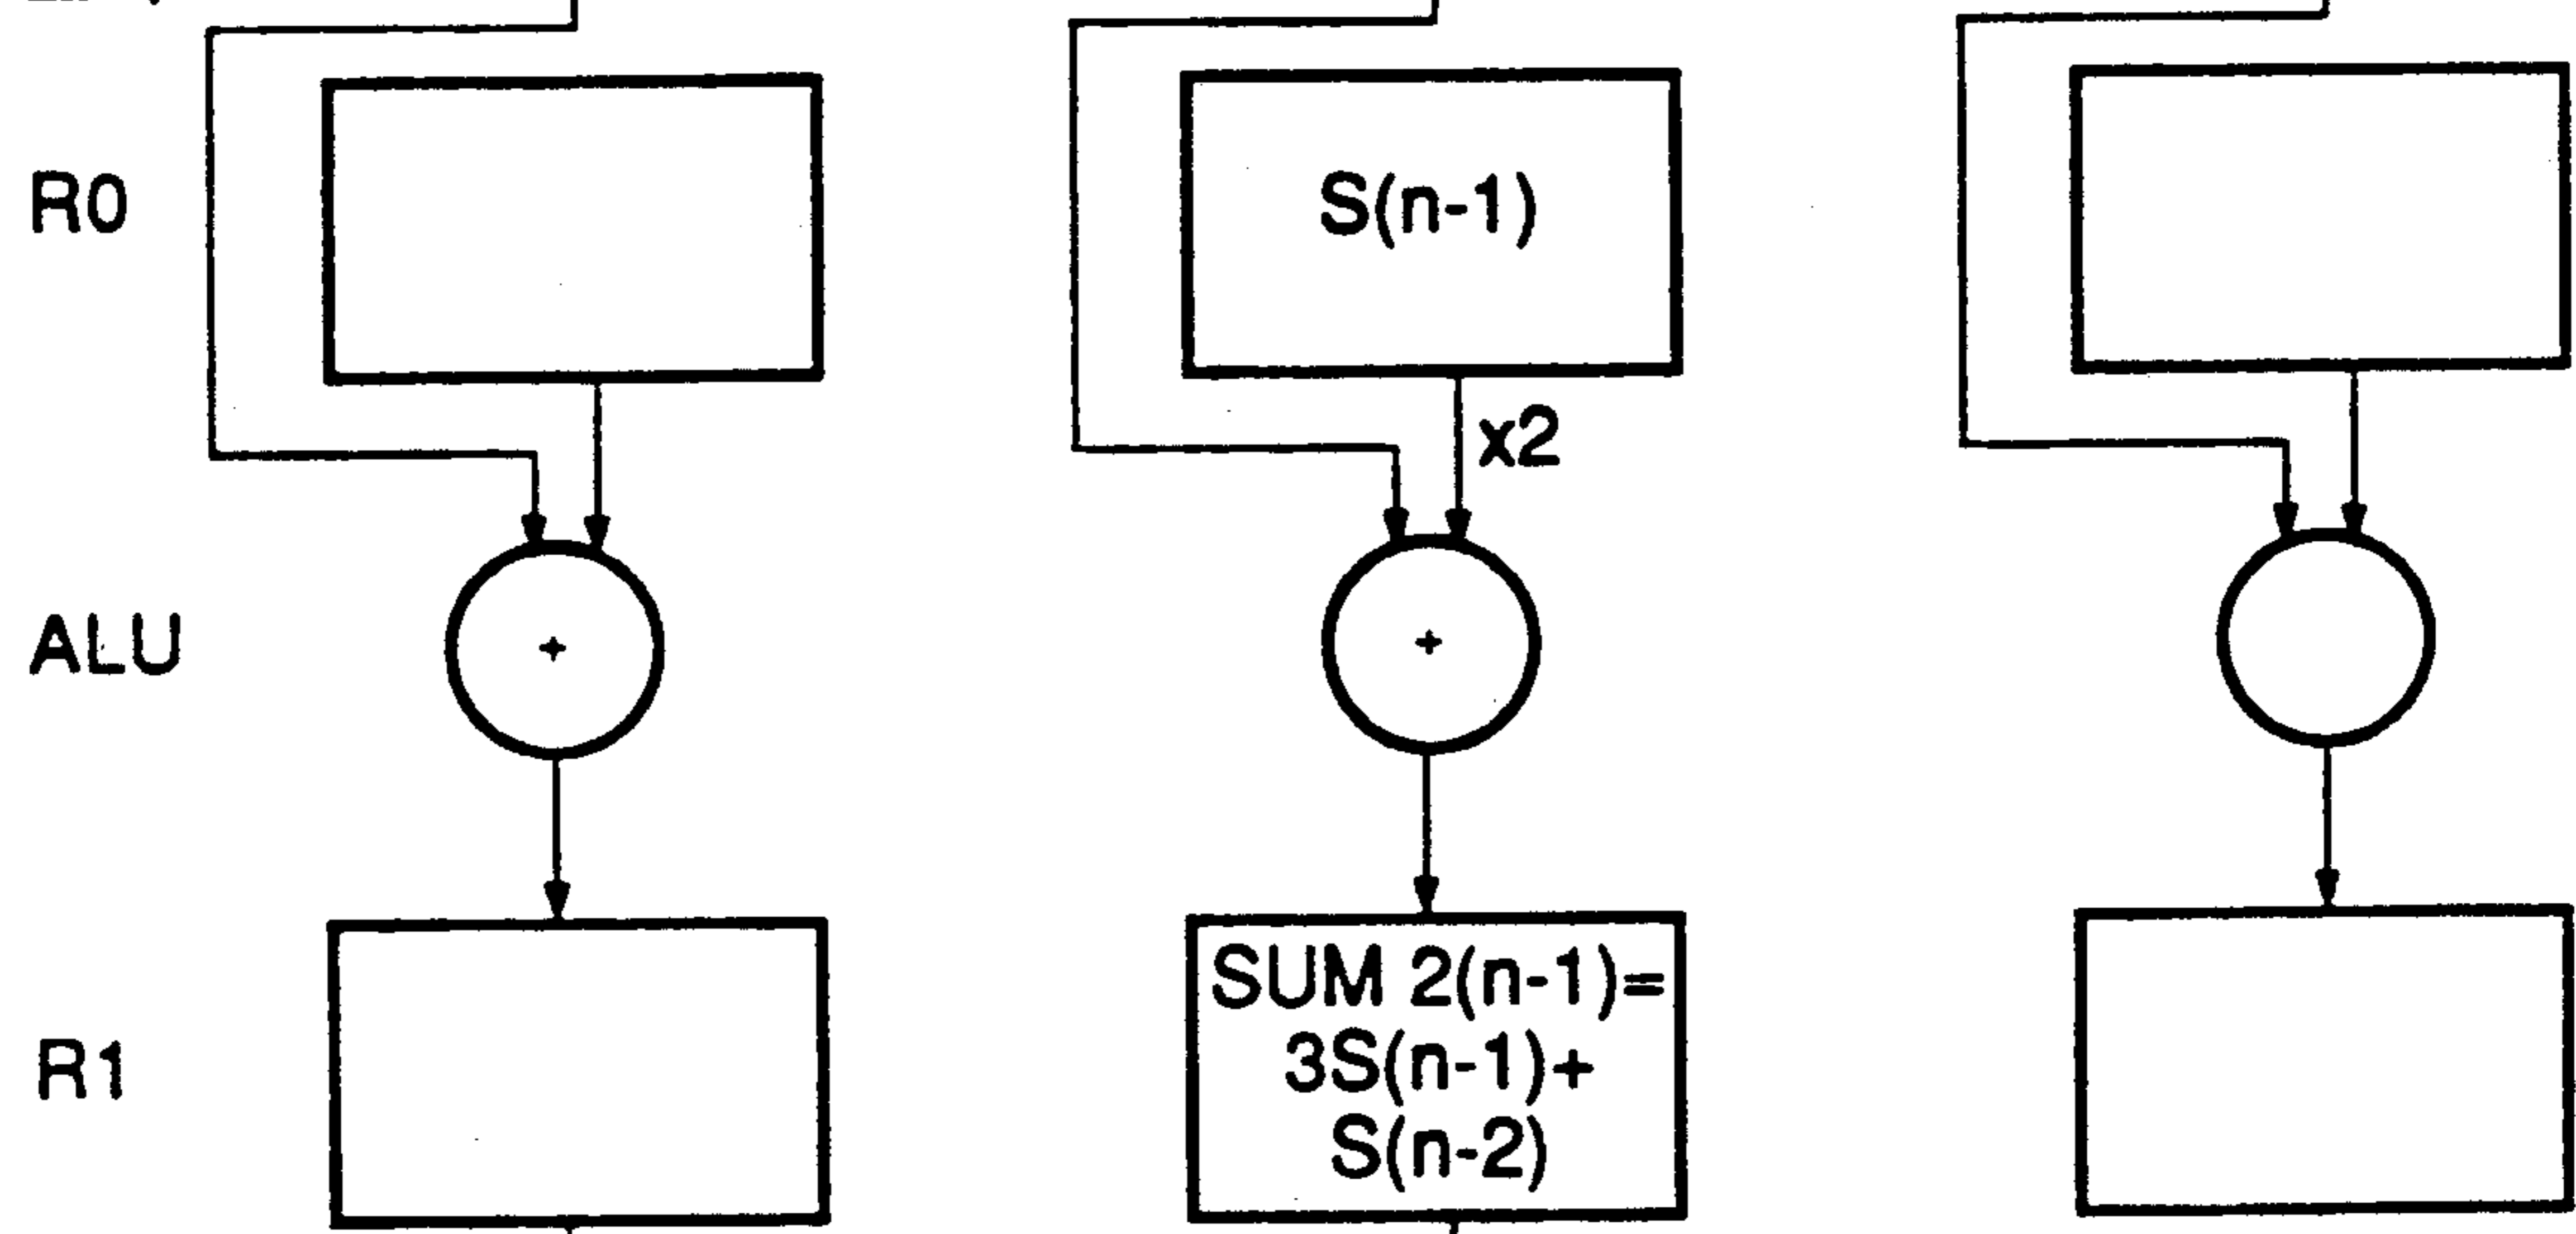 R0
S(n-1)
x2
ALU
+
+
R1
SUM 2(n-1)=
3S(n-1)+
S(n-2)